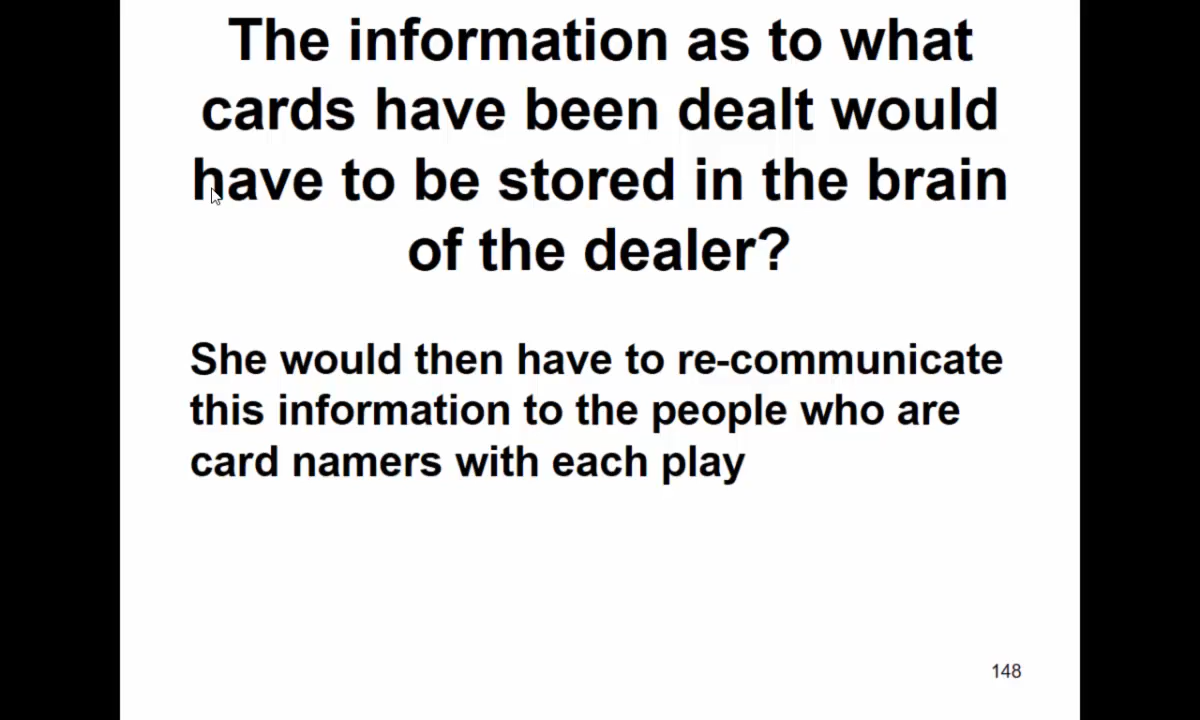 The information as to what
cards have been dealt would
have to be stored in the brain
of the dealer?
She would then have to re-communicate
this information to the people who are
card namers with each play
148